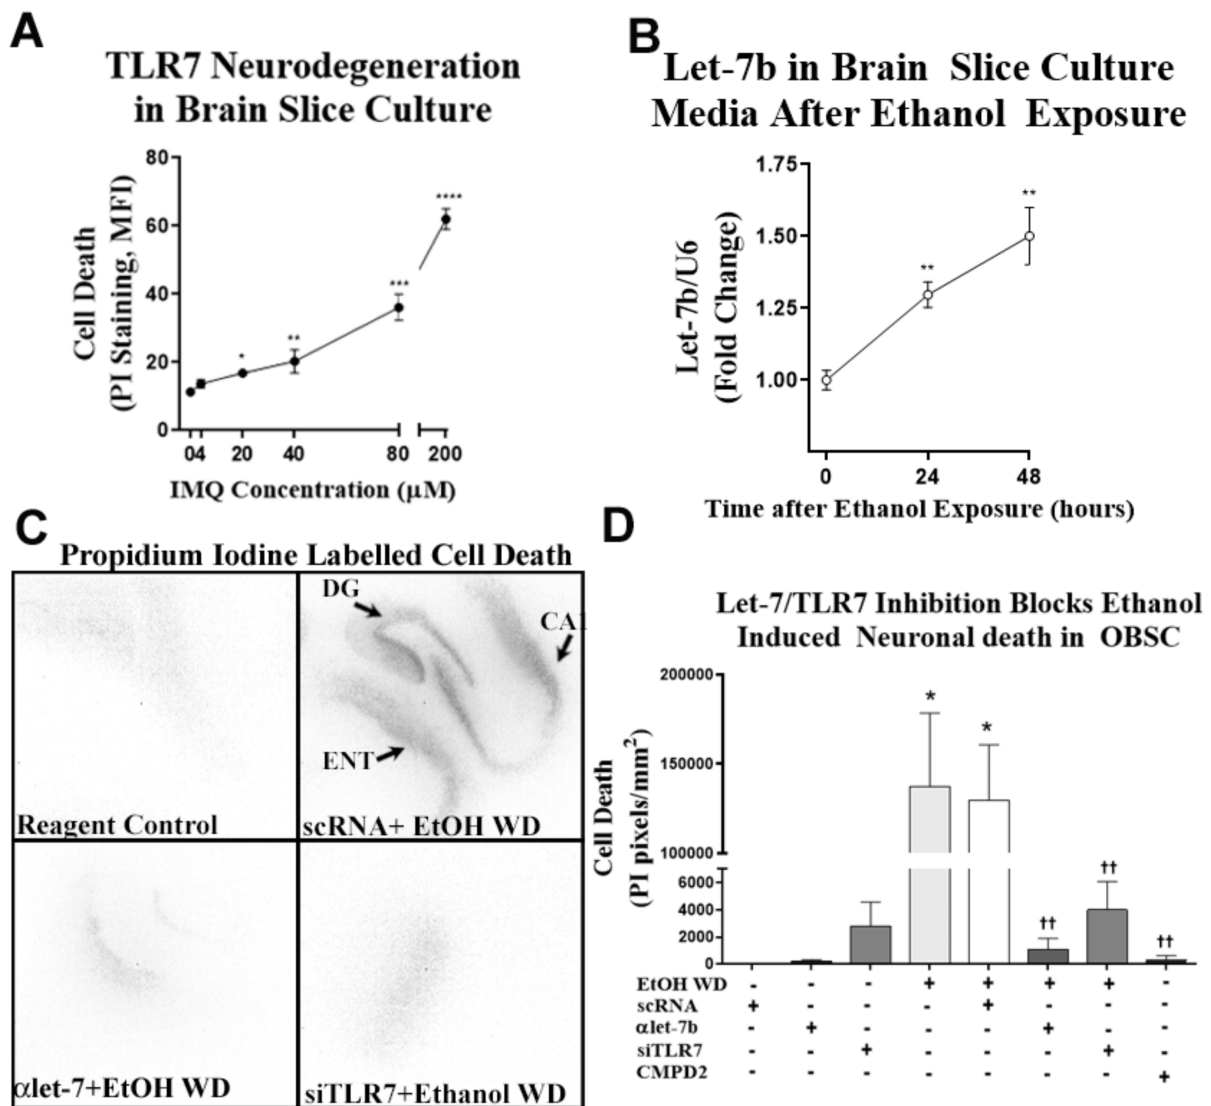 A
TLR7 Neurodegeneration
in Brain Slice Culture
Cell Death
(PI Staining, MFI)
80
60
40
20
0
*
**
***
****
04 20 40 80 200
IMQ Concentration (µM)
B
Let-7b in Brain Slice Culture
Media After Ethanol Exposure
Let-7b/U6
(Fold Change)
1.75
1.50
1.25
1.00
**
**
0 24 48
Time after Ethanol Exposure (hours)
C
Propidium Iodine Labelled Cell Death
Reagent Control
DG
CA1
ENT
scRNA+ EtOH WD
αlet-7+EtOH WD
siTLR7+Ethanol WD
D
Let-7/TLR7 Inhibition Blocks Ethanol
Induced Neuronal death in OBSC
Cell Death
(PI pixels/mm²)
200000
150000
100000
6000
4000
2000
0
*
*
††
††
††
EtOH WD - - - + + + + -
scRNA + - - - + - - -
αlet-7b - + - - - + - -
siTLR7 - - + - - - + -
CMPD2 - - - - - - - +